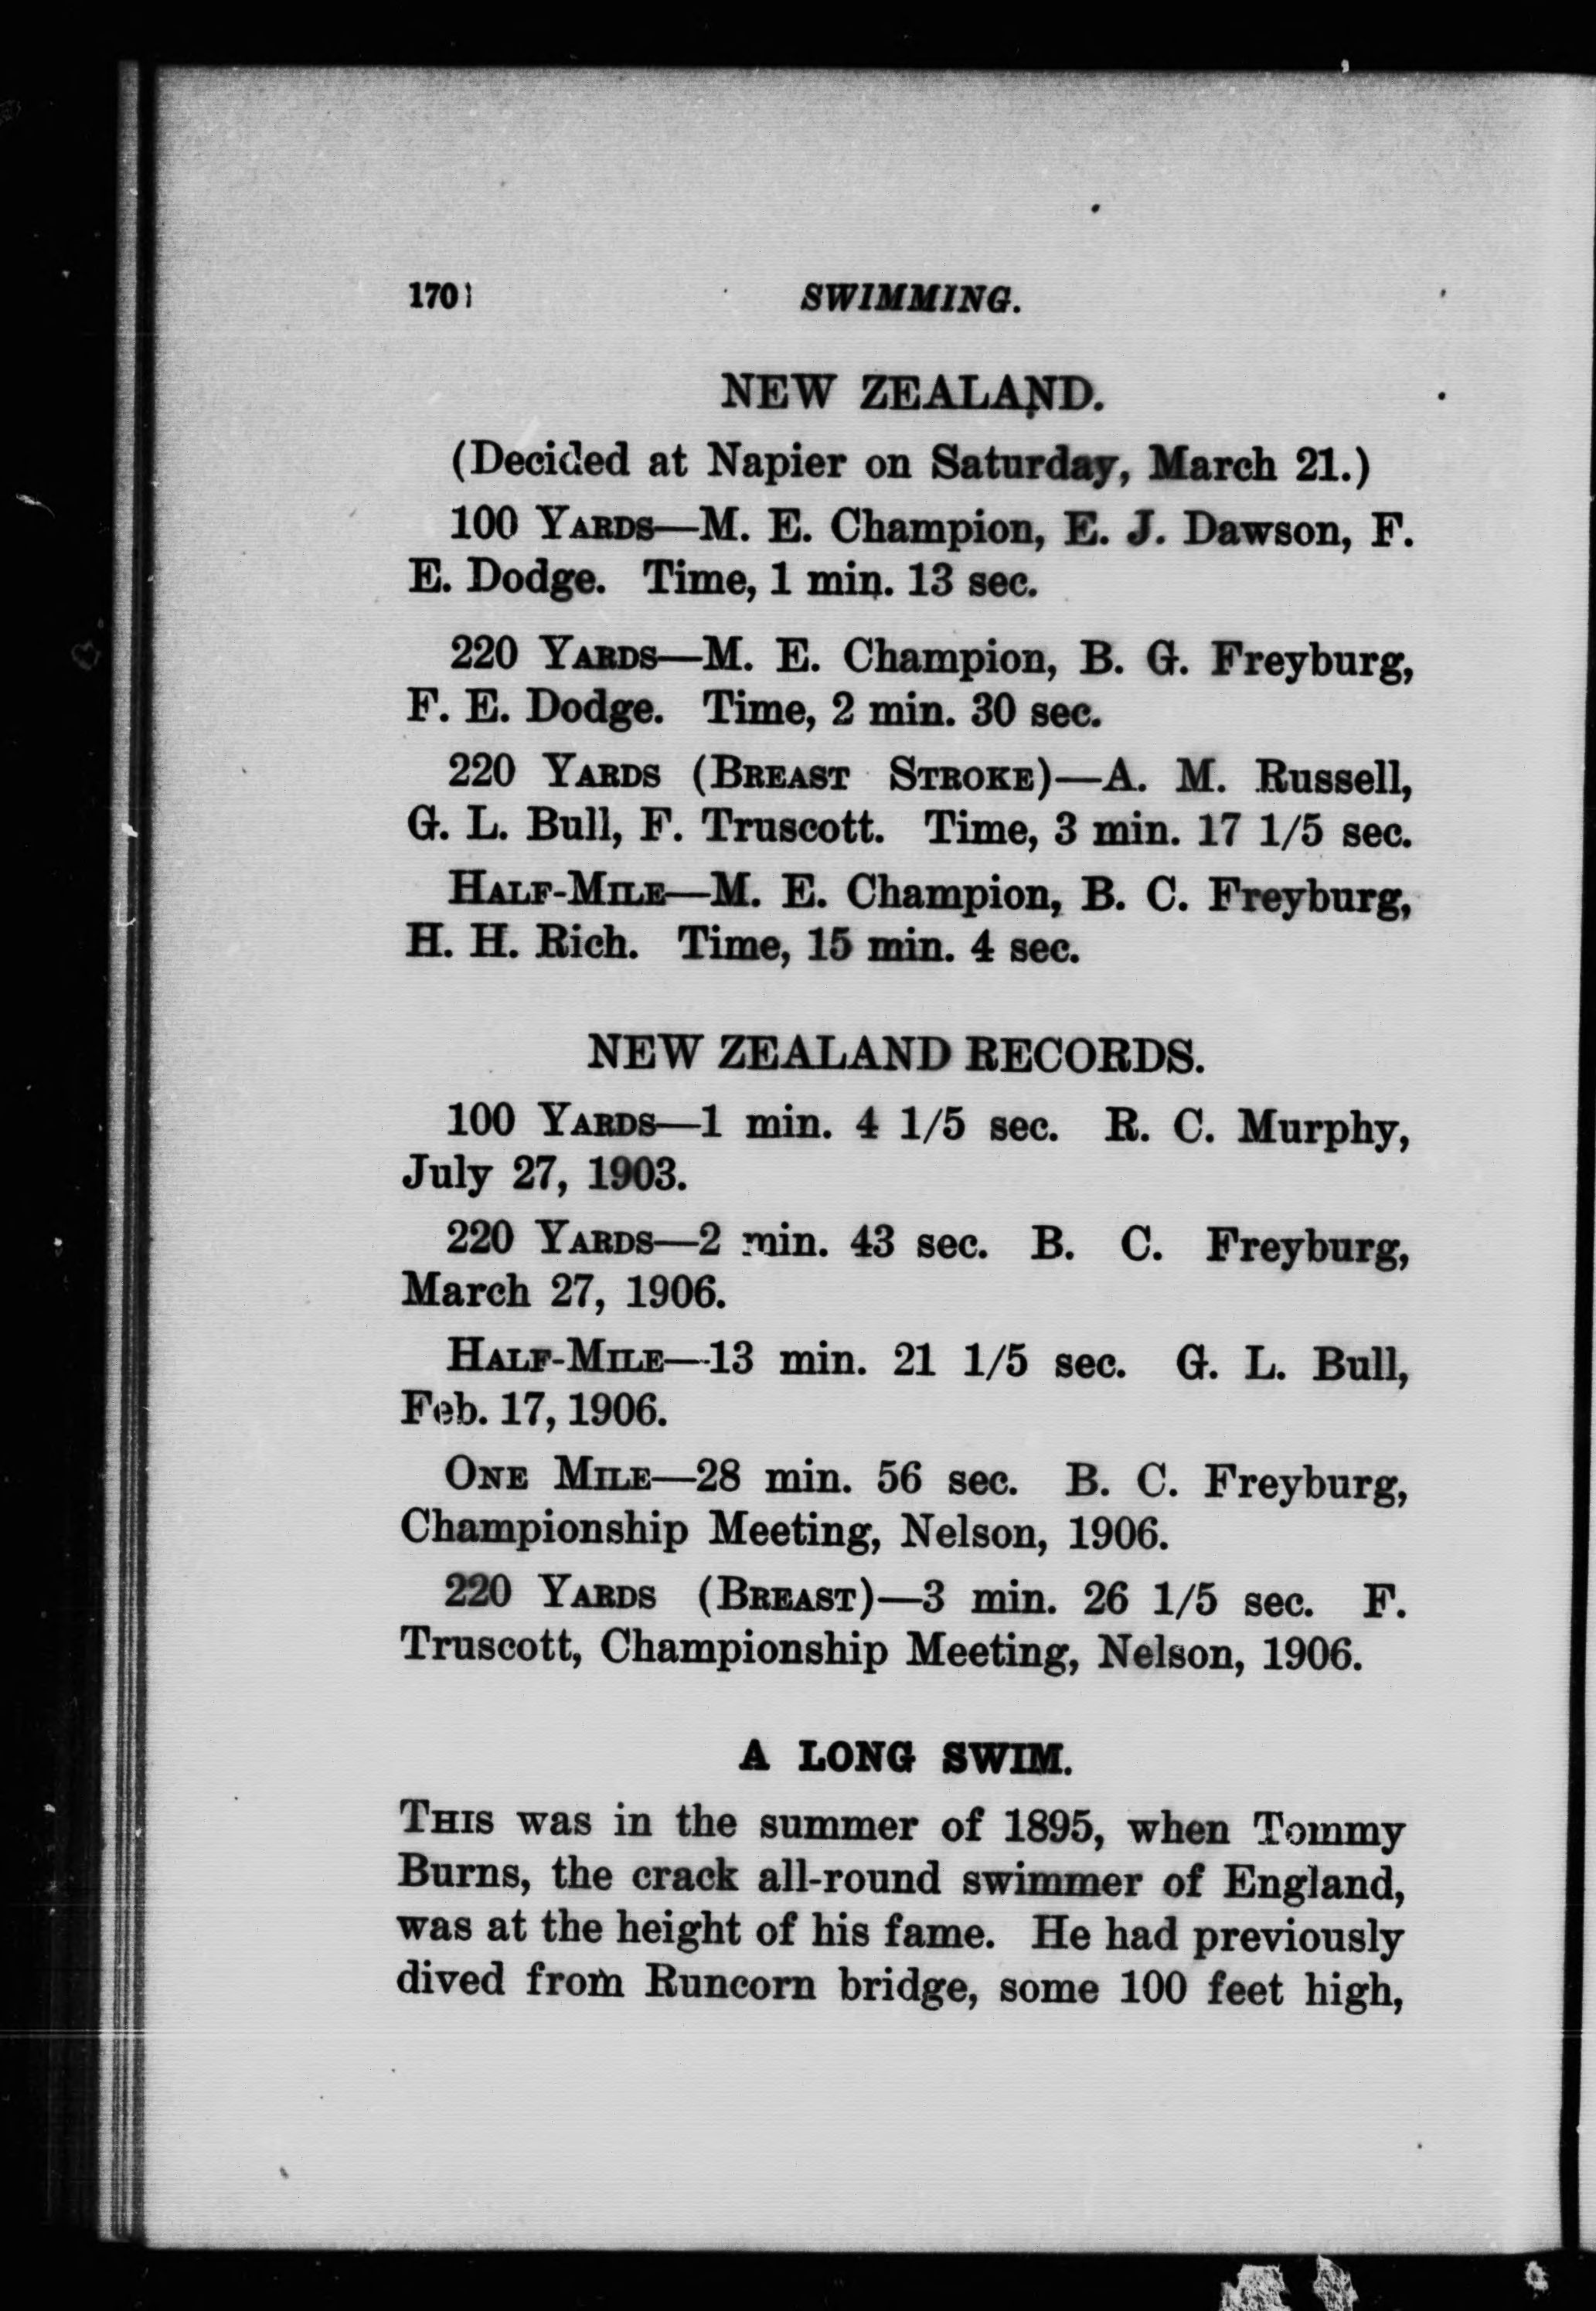 170
SWIMMING.
NEW ZEALAND.
(Decided at Napier on Saturday, March 21.)
100 YARDS—M. E. Champion, E. J. Dawson, F.
E. Dodge. Time, 1 min. 13 sec.
220 YARDS—M. E. Champion, B. G. Freyburg,
F. E. Dodge. Time, 2 min. 30 sec.
220 YARDS (BREAST STROKE)—A. M. Russell,
G. L. Bull, F. Truscott. Time, 3 min. 17 1/5 sec.
HALF-MILE—M. E. Champion, B. C. Freyburg,
H. H. Rich. Time, 15 min. 4 sec.
NEW ZEALAND RECORDS.
100 YARDS—1 min. 4 1/5 sec. R. C. Murphy,
July 27, 1903.
220 YARDS—2 min. 43 sec. B. C. Freyburg,
March 27, 1906.
HALF-MILE—13 min. 21 1/5 sec. G. L. Bull,
Feb. 17, 1906.
ONE MILE—28 min. 56 sec. B. C. Freyburg,
Championship Meeting, Nelson, 1906.
220 YARDS (BREAST)—3 min. 26 1/5 sec. F.
Truscott, Championship Meeting, Nelson, 1906.
A LONG SWIM.
THIS was in the summer of 1895, when Tommy
Burns, the crack all-round swimmer of England,
was at the height of his fame. He had previously
dived from Runcorn bridge, some 100 feet high,